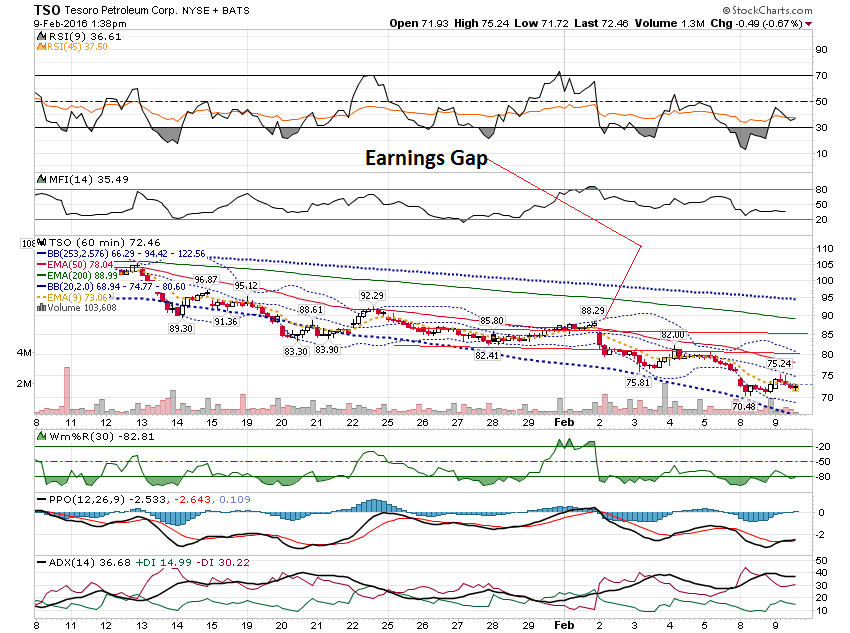 TSO Tesoro Petroleum Corp. NYSE + BATS © StockCharts.com
9-Feb-2016 1:38pm Open 71.93 High 75.24 Low 71.72 Last 72.46 Volume 1.3M Chg -0.49 (-0.67%)
RSI(9) 36.61
RSI(45) 37.50
90
70
50
30
10
Earnings Gap
MFI(14) 35.49
80
50
20
TSO (60 min) 72.46
BB(253,2.576) 66.29 - 94.42 - 122.56
EMA(50) 78.04
EMA(200) 88.99
BB(20,2.0) 68.94 - 74.77 - 80.60
EMA(9) 73.06
Volume 103,608
110
105
100
95
90
85
80
75
70
4M
2M
89.30
96.87
91.36
95.12
83.30
88.61
83.90
92.29
85.80
82.41
88.29
75.81
82.00
70.48
75.24
8 11 12 13 14 15 19 20 21 22 25 26 27 28 29 Feb 2 3 4 5 8 9
Wm%R(30) -82.81
-20
-50
-80
PPO(12,26,9) -2.533, -2.643, 0.109
0
-2
ADX(14) 36.68 +DI 14.99 -DI 30.22
50
40
30
20
10
8 11 12 13 14 15 19 20 21 22 25 26 27 28 29 Feb 2 3 4 5 8 9